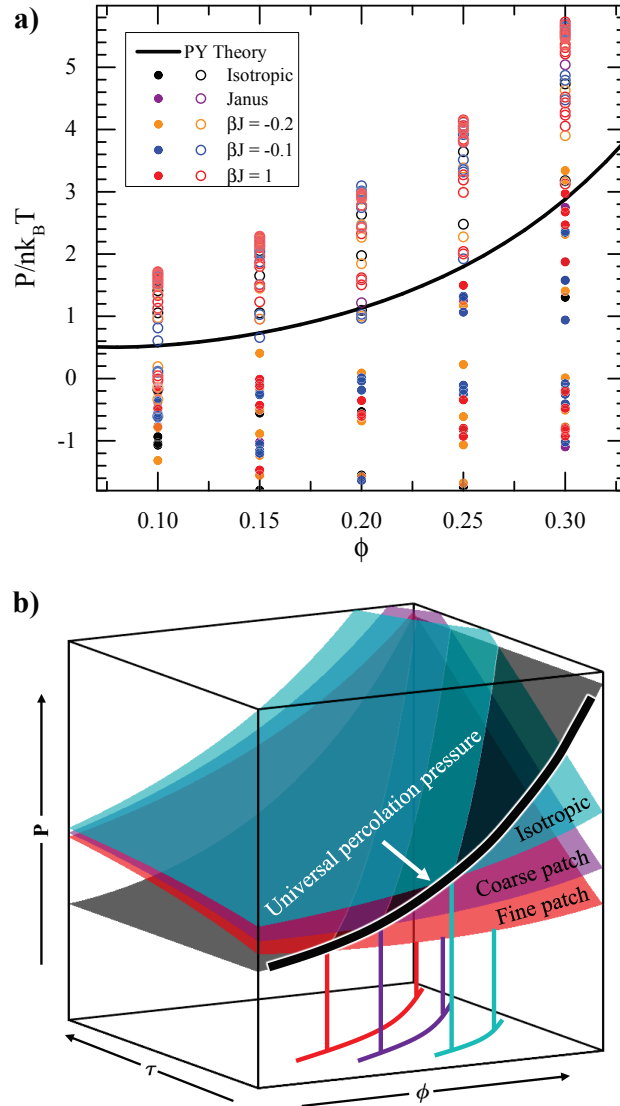 a)
PY Theory
Isotropic
Janus
βJ = -0.2
βJ = -0.1
βJ = 1
P/nk_BT
5
4
3
2
1
0
-1
0.10 0.15 0.20 0.25 0.30
ϕ
b)
P
Universal percolation pressure
Isotropic
Coarse patch
Fine patch
τ
ϕ